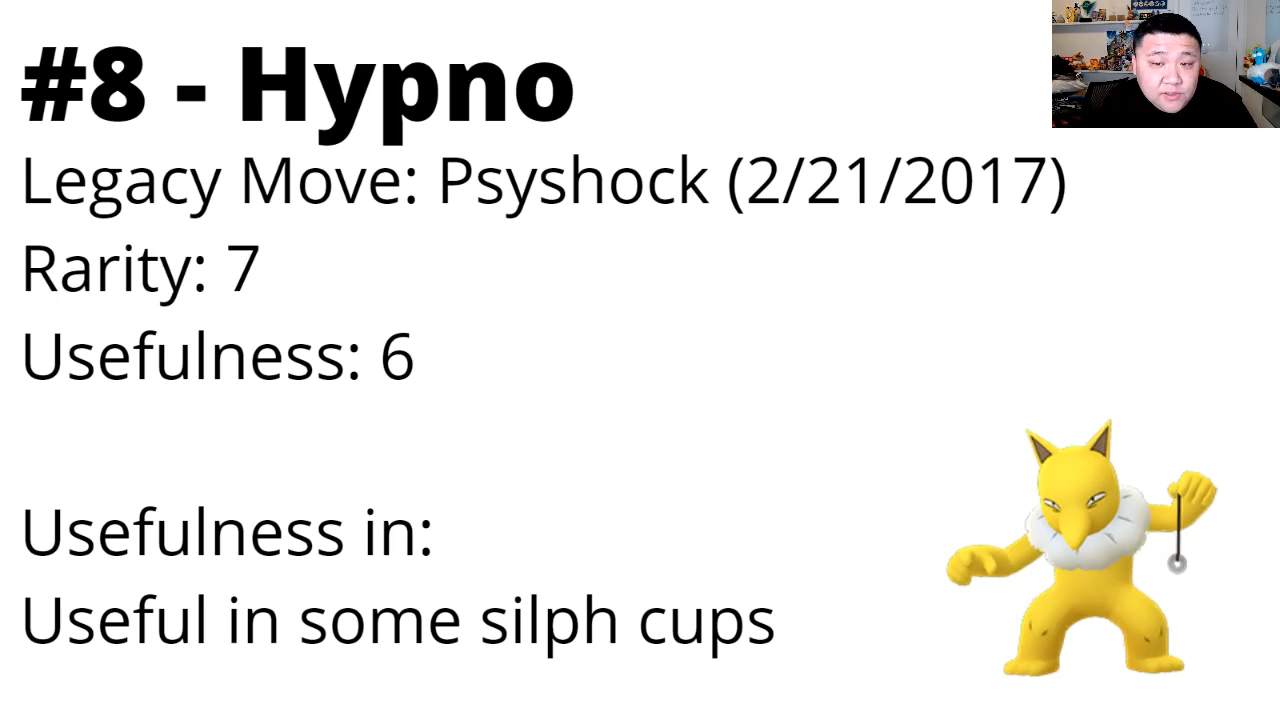 #8 - Hypno
Legacy Move: Psyshock (2/21/2017)
Rarity: 7
Usefulness: 6
Usefulness in:
Useful in some silph cups